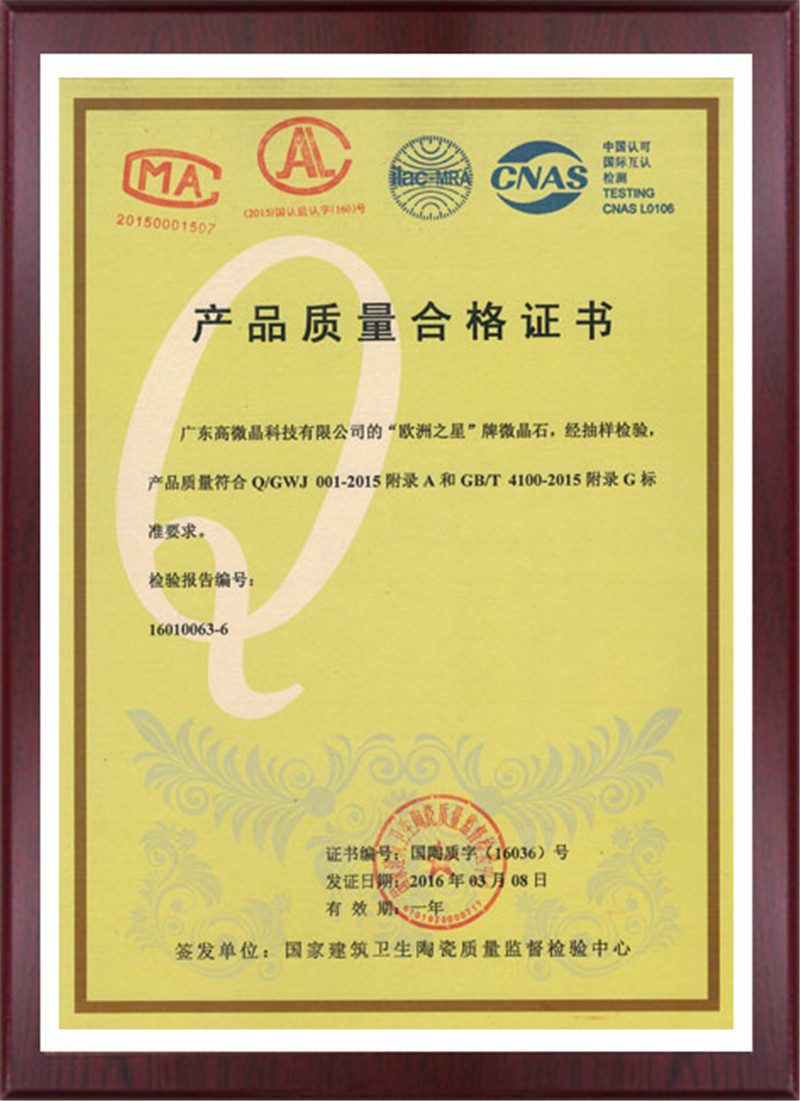 MA
20150001507
AL
(2015)国认监认字(160)号
ilac-MRA
CNAS
中国认可
国际互认
检测
TESTING
CNAS L0106
产品质量合格证书
广东高微晶科技有限公司的“欧洲之星”牌微晶石，经抽样检验，
产品质量符合 Q/GWJ 001-2015 附录 A 和 GB/T 4100-2015 附录 G 标
准要求。
检验报告编号：
16010063-6
证书编号：国陶质字（16036）号
发证日期：2016 年 03 月 08 日
有 效 期：一年
签发单位：国家建筑卫生陶瓷质量监督检验中心